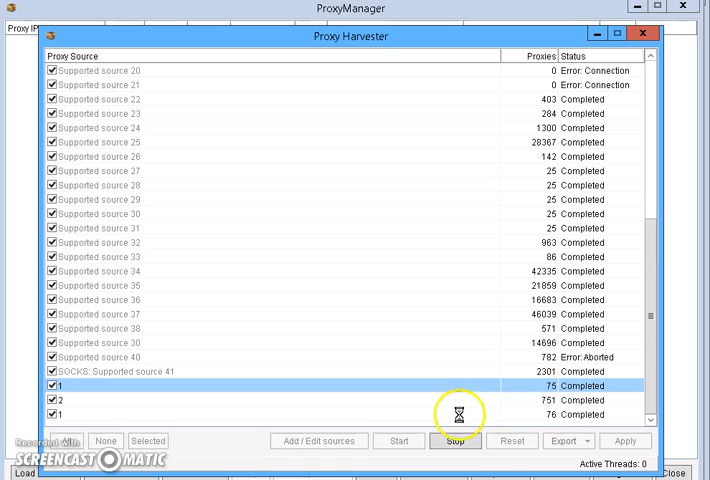 ProxyManager
Proxy IP
Proxy Harvester
Proxy Source Proxies Status
Supported source 20 0 Error: Connection
Supported source 21 0 Error: Connection
Supported source 22 403 Completed
Supported source 23 284 Completed
Supported source 24 1300 Completed
Supported source 25 28367 Completed
Supported source 26 142 Completed
Supported source 27 25 Completed
Supported source 28 25 Completed
Supported source 29 25 Completed
Supported source 30 25 Completed
Supported source 31 25 Completed
Supported source 32 963 Completed
Supported source 33 86 Completed
Supported source 34 42335 Completed
Supported source 35 21859 Completed
Supported source 36 16683 Completed
Supported source 37 46039 Completed
Supported source 38 571 Completed
Supported source 30 14696 Completed
Supported source 40 782 Error: Aborted
SOCKS: Supported source 41 2301 Completed
1 75 Completed
2 751 Completed
1 76 Completed
All None Selected Add / Edit sources Start Stop Reset Export Apply
Recorded with
SCREENCAST-O-MATIC
Active Threads: 0
Load Close